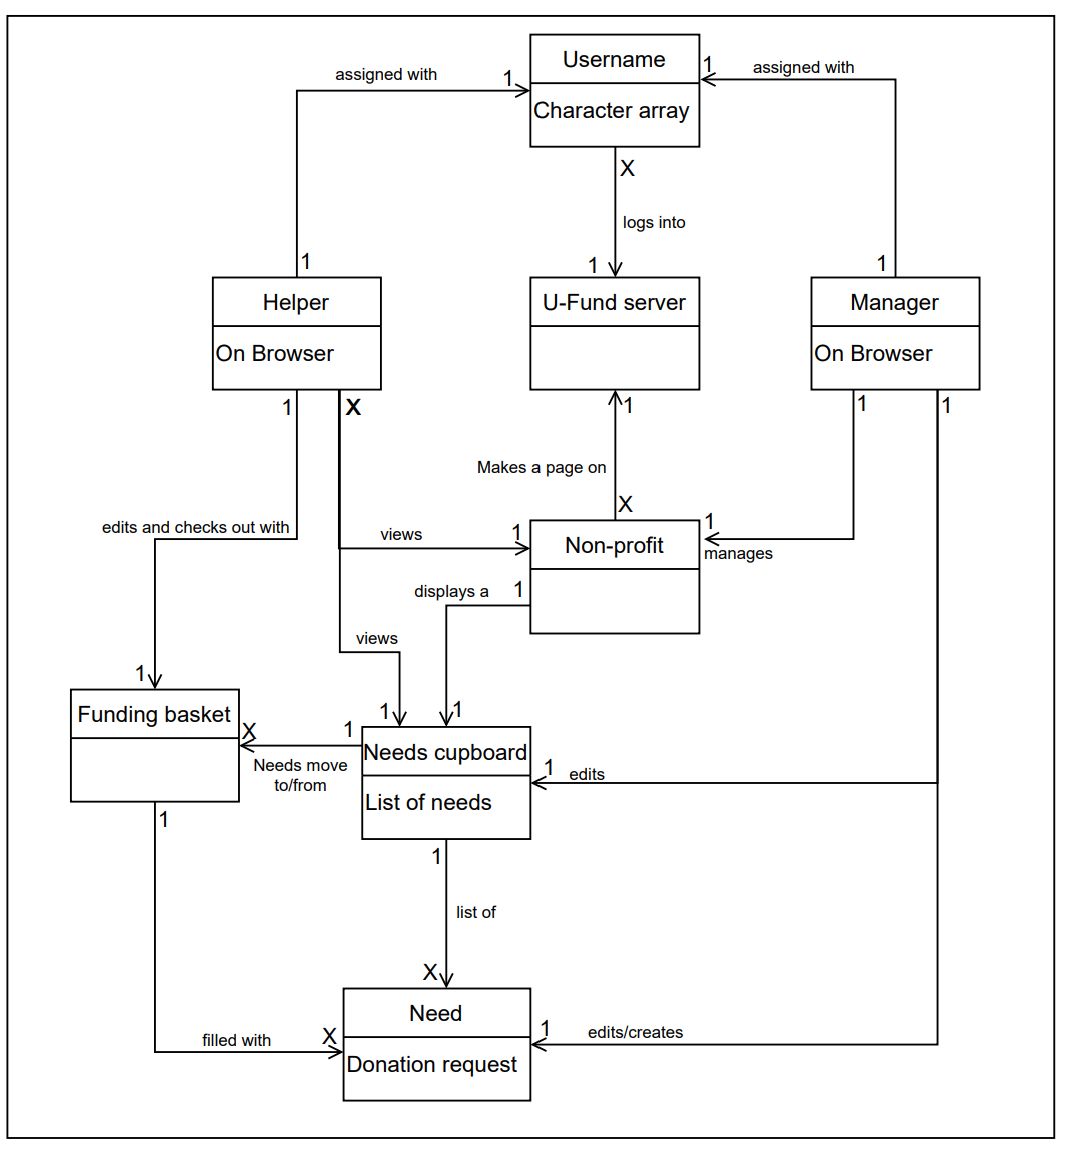 Username
1
assigned with
assigned with
1
Character array
X
logs into
1
1
1
Helper
U-Fund server
Manager
On Browser
On Browser
1
X
1
1
1
Makes a page on
X
edits and checks out with
views
1
Non-profit
1
manages
displays a
1
views
1
1
1
Funding basket
X
1
Needs cupboard
Needs move
to/from
1
edits
List of needs
1
1
list of
X
Need
filled with
X
1
edits/creates
Donation request